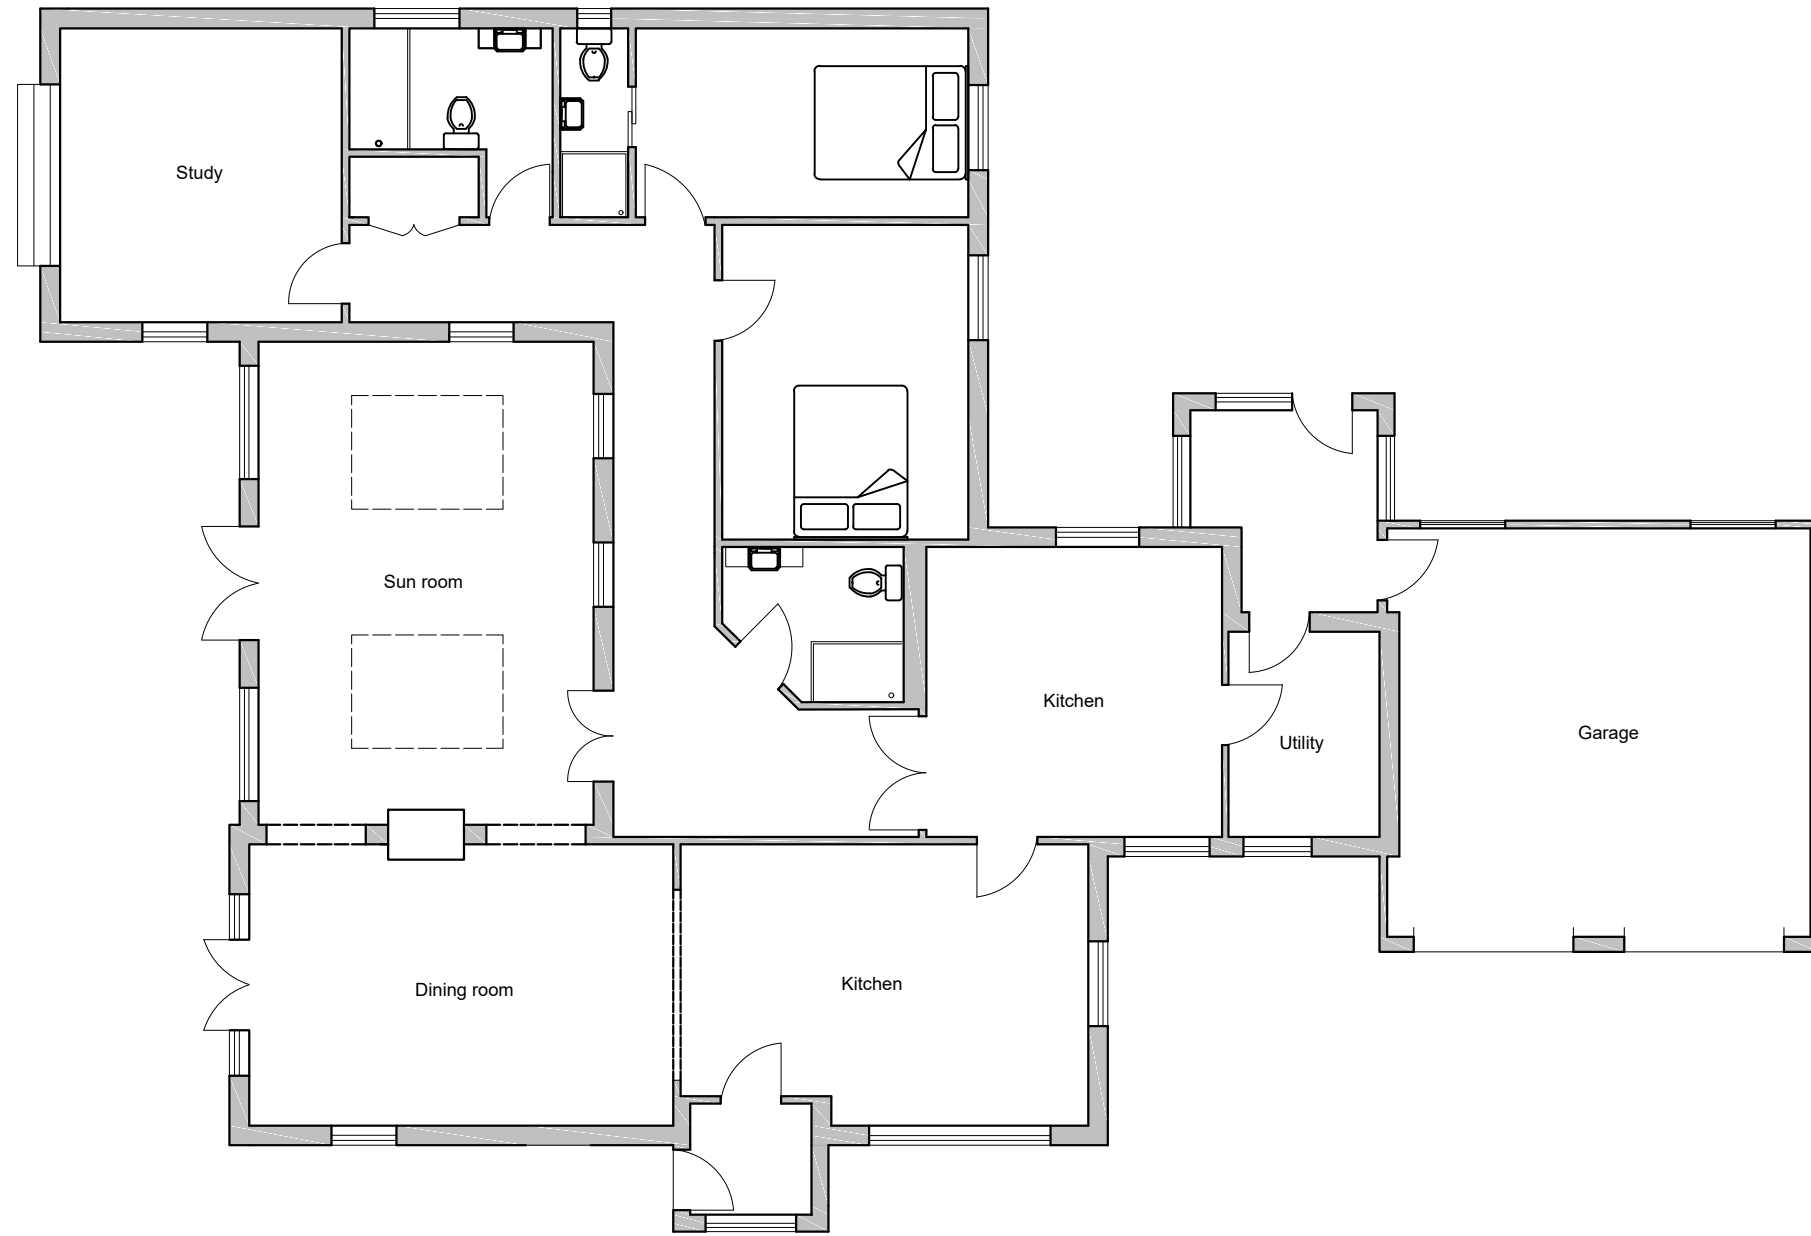 Study
Sun room
Kitchen
Utility
Garage
Dining room
Kitchen